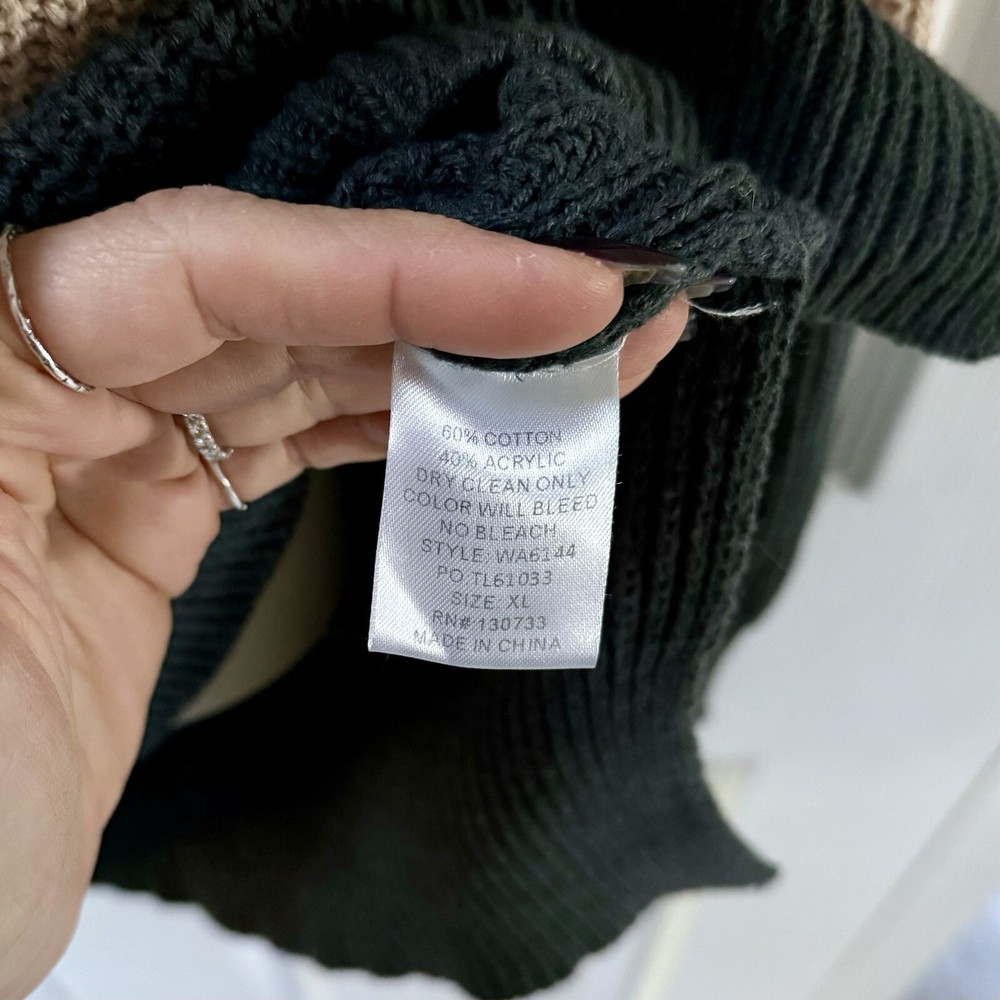 60% COTTON
40% ACRYLIC
DRY CLEAN ONLY
COLOR WILL BLEED
NO BLEACH
STYLE: WA6144
PO TL61033
SIZE: XL
RN# 130733
MADE IN CHINA